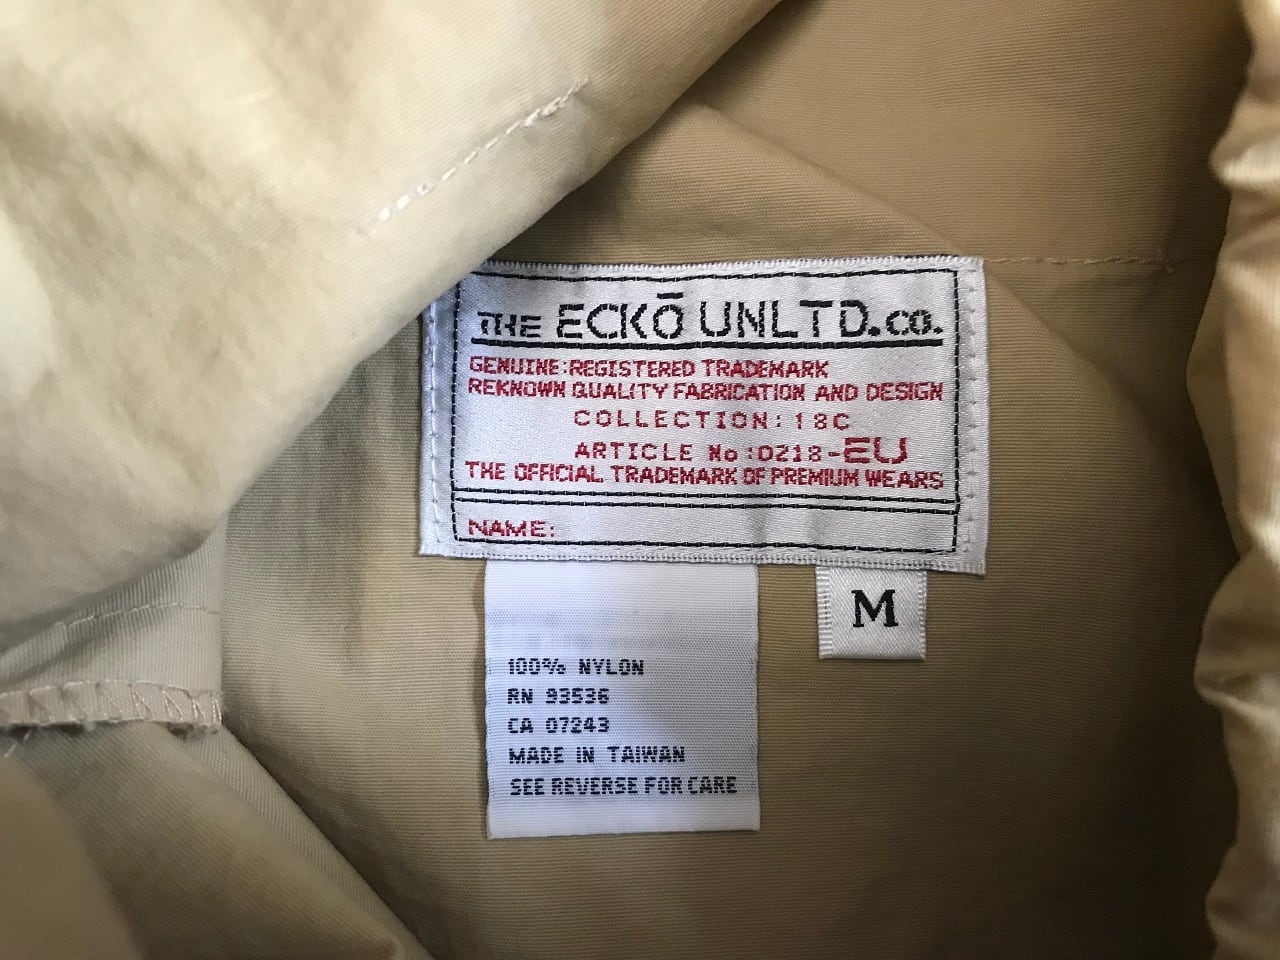 THE ECKŌ UNLTD.CO.
GENUINE:REGISTERED TRADEMARK
REKNOWN QUALITY FABRICATION AND DESIGN
COLLECTION:18C
ARTICLE No:0218-EU
THE OFFICIAL TRADEMARK OF PREMIUM WEARS
NAME:
M
100% NYLON
RN 93536
CA 07243
MADE IN TAIWAN
SEE REVERSE FOR CARE